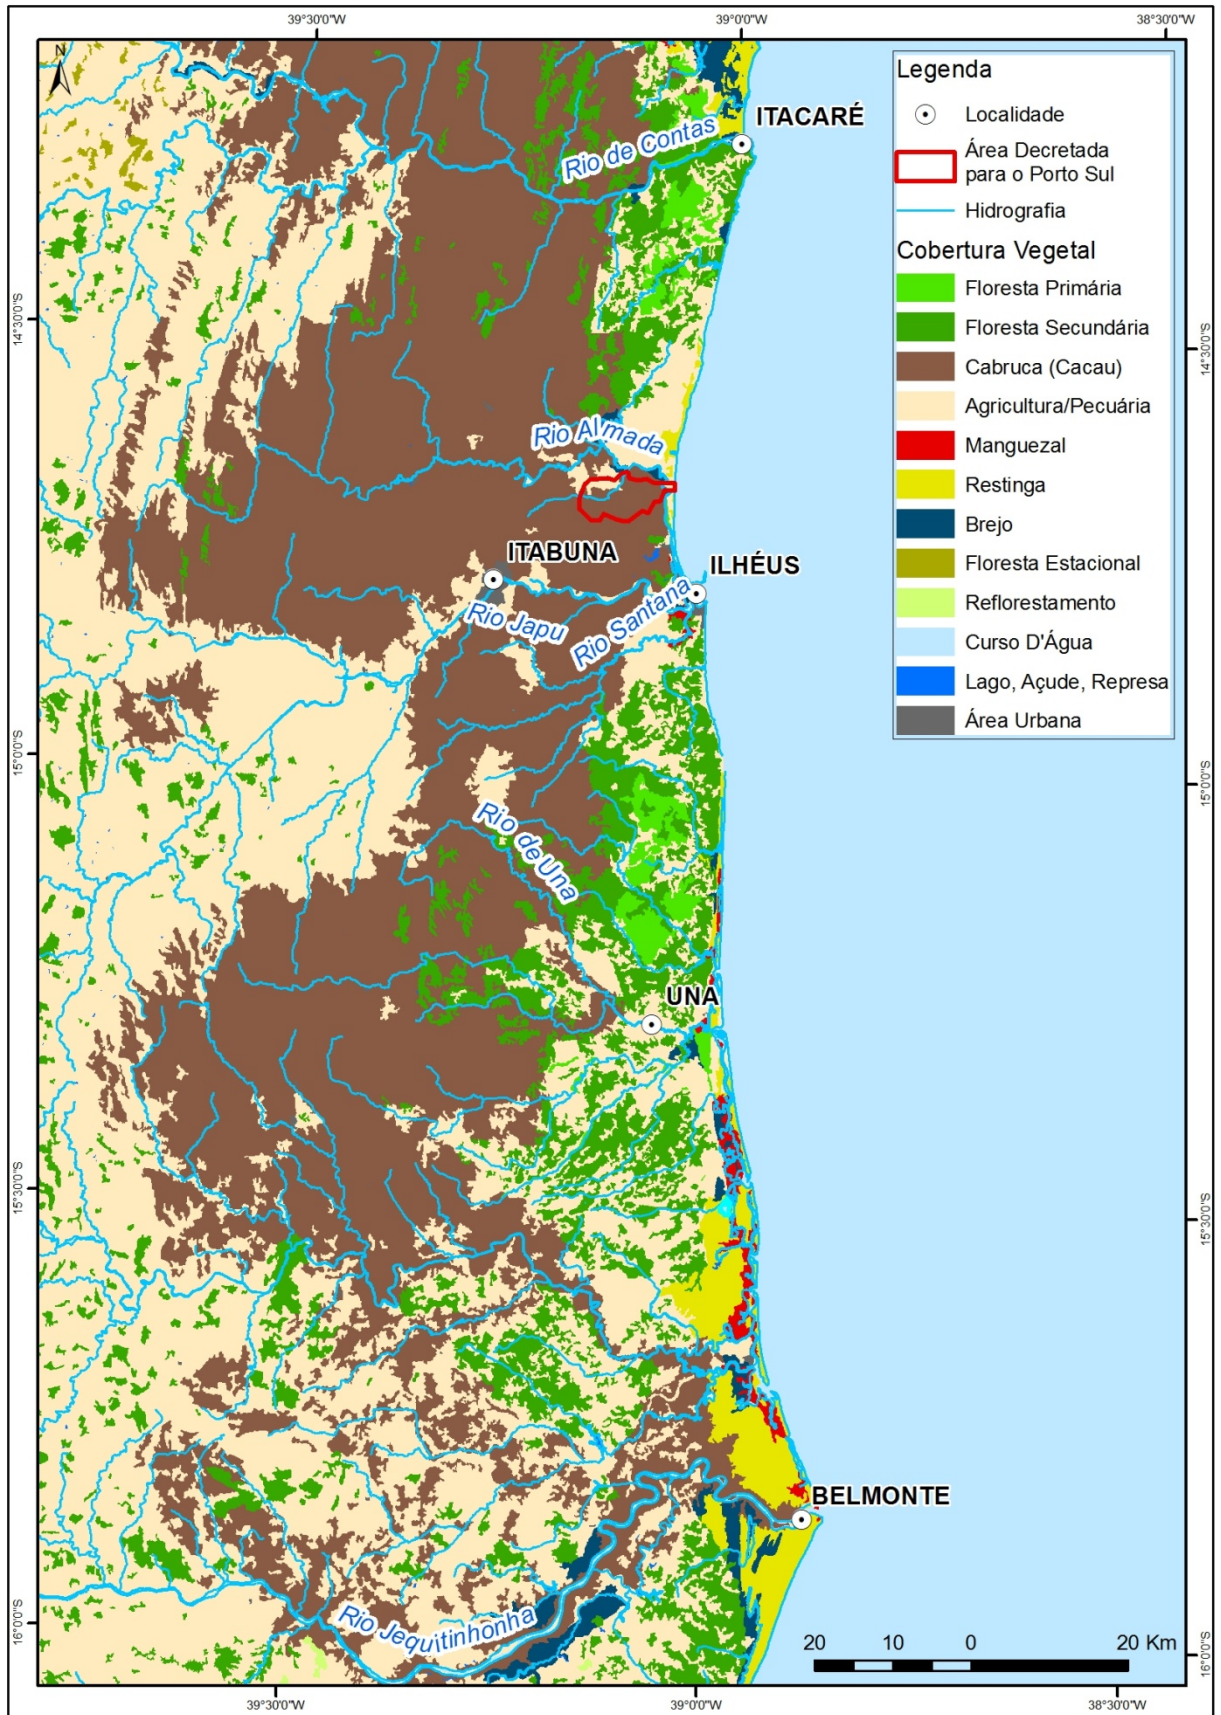 39°30'0"W
39°0'0"W
38°30'0"W
N
Legenda
Localidade
Área Decretada
para o Porto Sul
Hidrografia
Cobertura Vegetal
Floresta Primária
Floresta Secundária
Cabruca (Cacau)
Agricultura/Pecuária
Manguezal
Restinga
Brejo
Floresta Estacional
Reflorestamento
Curso D'Água
Lago, Açude, Represa
Área Urbana
ITACARÉ
Rio de Contas
14°30'0"S
14°30'0"S
Rio Almada
ITABUNA
ILHÉUS
Rio Japu
Rio Santana
15°0'0"S
15°0'0"S
Rio de Una
UNA
15°30'0"S
15°30'0"S
BELMONTE
Rio Jequitinhonha
16°0'0"S
16°0'0"S
20 10 0 20 Km
39°30'0"W
39°0'0"W
38°30'0"W